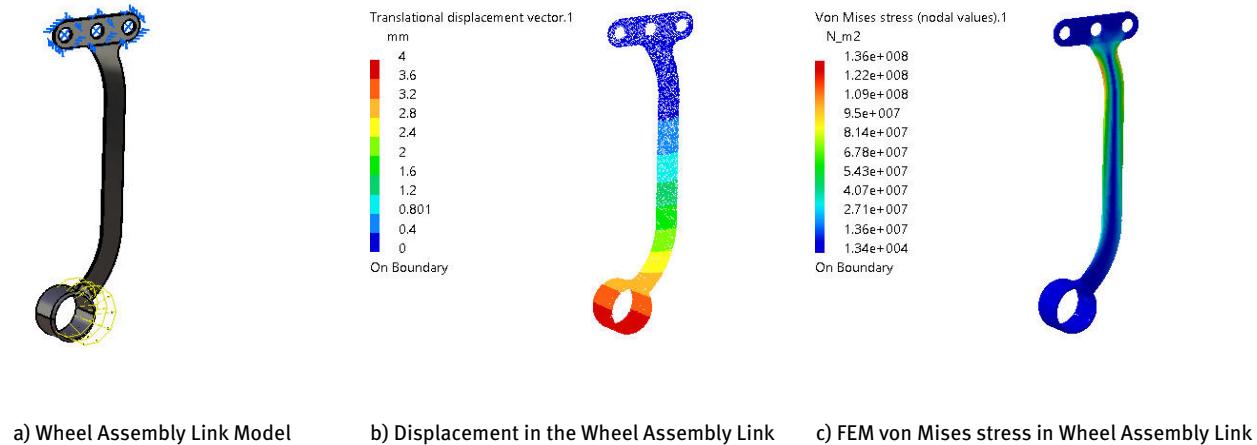 Translational displacement vector.1
mm
4
3.6
3.2
2.8
2.4
2
1.6
1.2
0.801
0.4
0
On Boundary
Von Mises stress (nodal values).1
N_m2
1.36e+008
1.22e+008
1.09e+008
9.5e+007
8.14e+007
6.78e+007
5.43e+007
4.07e+007
2.71e+007
1.36e+007
1.34e+004
On Boundary
a) Wheel Assembly Link Model
b) Displacement in the Wheel Assembly Link
c) FEM von Mises stress in Wheel Assembly Link